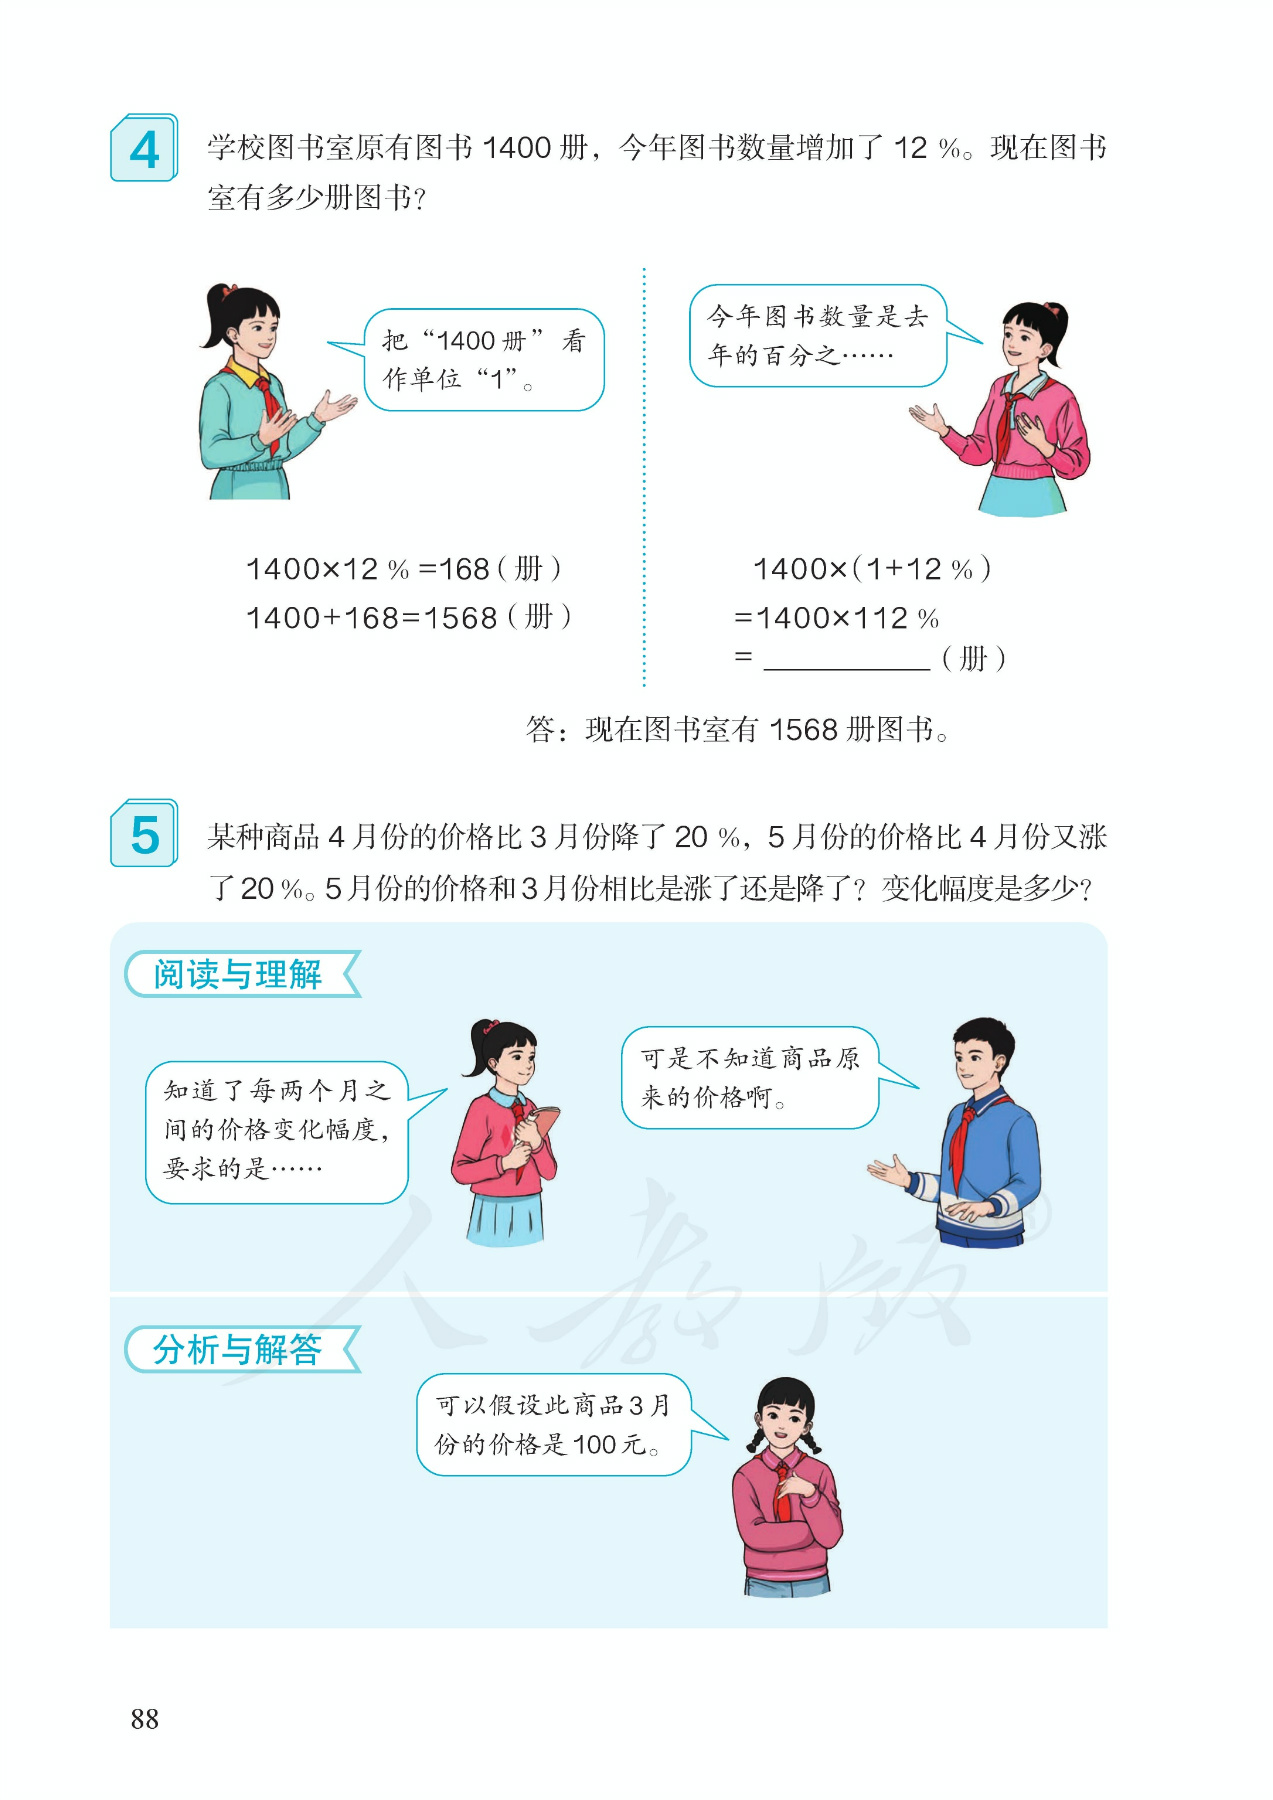 4
学校图书室原有图书 1400 册，今年图书数量增加了 12 %。现在图书
室有多少册图书？
把“1400 册”看
作单位“1”。
今年图书数量是去
年的百分之……
1400×12 % =168（册）
1400+168=1568（册）
1400×（1+12 %）
=1400×112 %
= ________（册）
答：现在图书室有 1568 册图书。
5
某种商品 4 月份的价格比 3 月份降了 20 %，5 月份的价格比 4 月份又涨
了 20 %。5 月份的价格和 3 月份相比是涨了还是降了？变化幅度是多少？
阅读与理解
知道了每两个月之
间的价格变化幅度，
要求的是……
可是不知道商品原
来的价格啊。
人教版®
分析与解答
可以假设此商品 3 月
份的价格是 100 元。
88